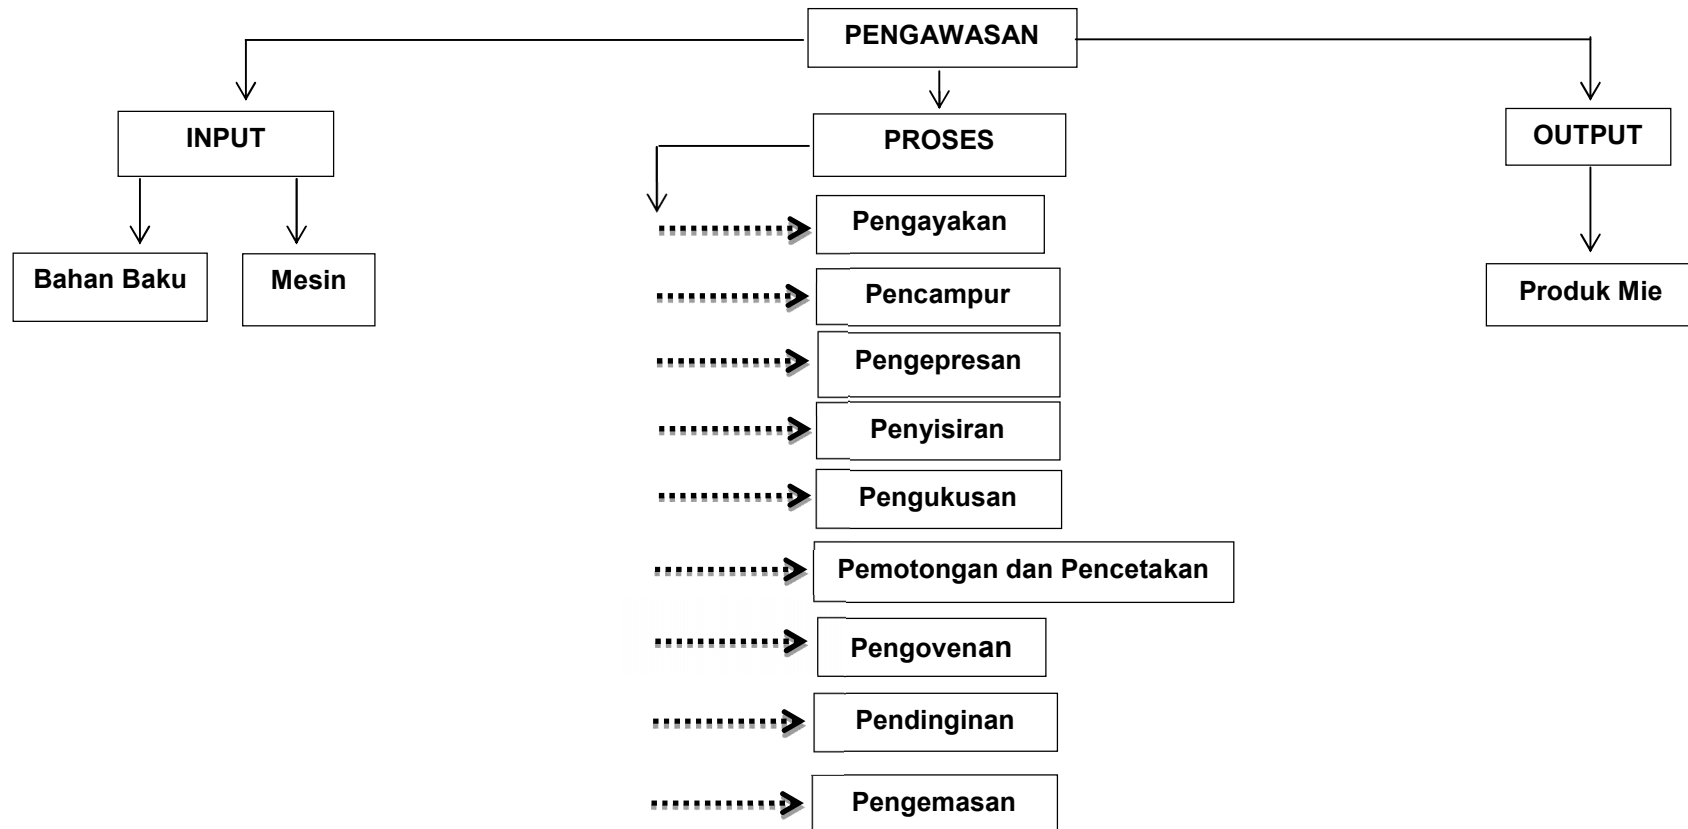 PENGAWASAN
INPUT
PROSES
OUTPUT
Bahan Baku
Mesin
Pengayakan
Pencampur
Pengepresan
Penyisiran
Pengukusan
Pemotongan dan Pencetakan
Pengovenan
Pendinginan
Pengemasan
Produk Mie